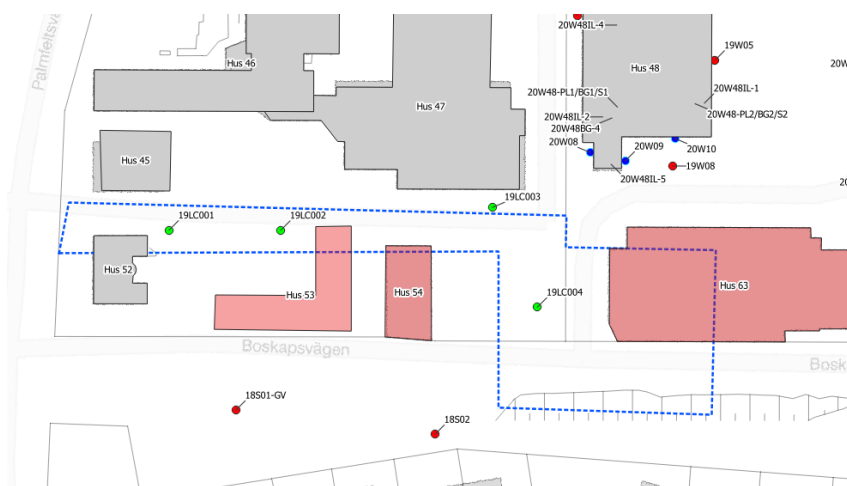 Palmfeltsv
20W48IL-4
19W05
Hus 46
Hus 48
20W48-PL1/BG1/S1
20W48IL-1
Hus 47
20W48IL-2
20W48-PL2/BG2/S2
20W48BG-4
20W08
20W10
20W09
Hus 45
19W08
20W48IL-5
19LC003
19LC001
19LC002
Hus 52
Hus 53
Hus 54
19LC004
Hus 63
Boskapsvägen
Bosk
18S01-GV
18S02